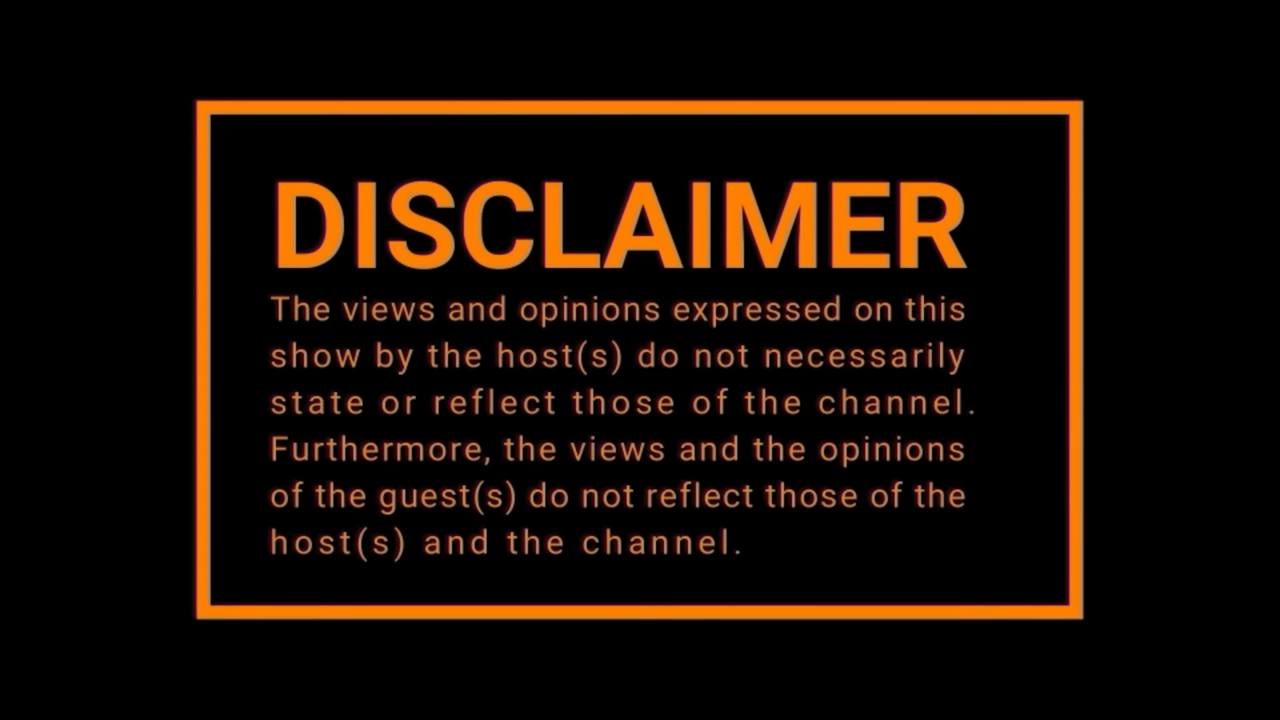 DISCLAIMER
The views and opinions expressed on this
show by the host(s) do not necessarily
state or reflect those of the channel.
Furthermore, the views and the opinions
of the guest(s) do not reflect those of the
host(s) and the channel.